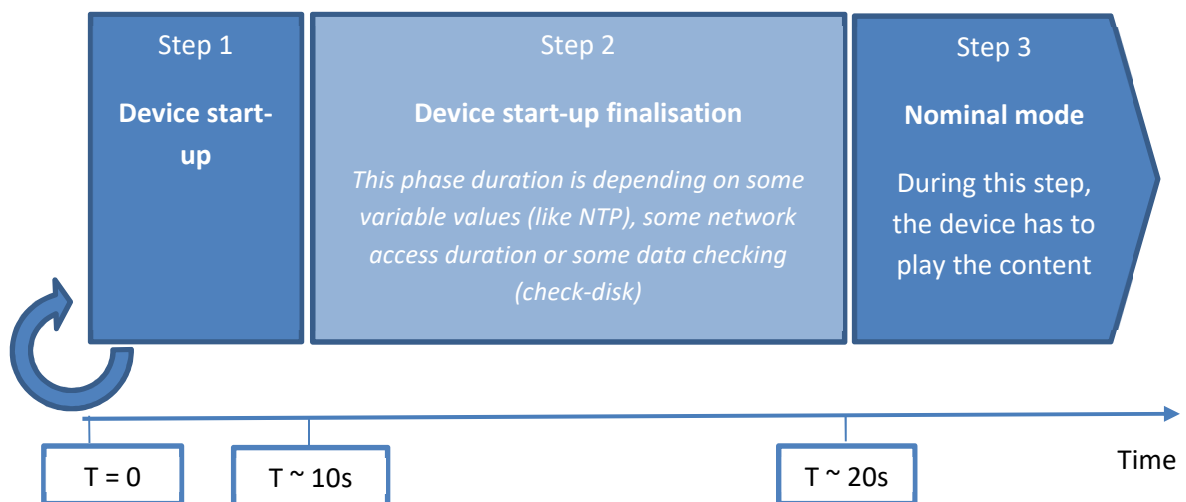 Step 1
Device start-
up
Step 2
Device start-up finalisation
This phase duration is depending on some
variable values (like NTP), some network
access duration or some data checking
(check-disk)
Step 3
Nominal mode
During this step,
the device has to
play the content
T = 0
T ~ 10s
T ~ 20s
Time